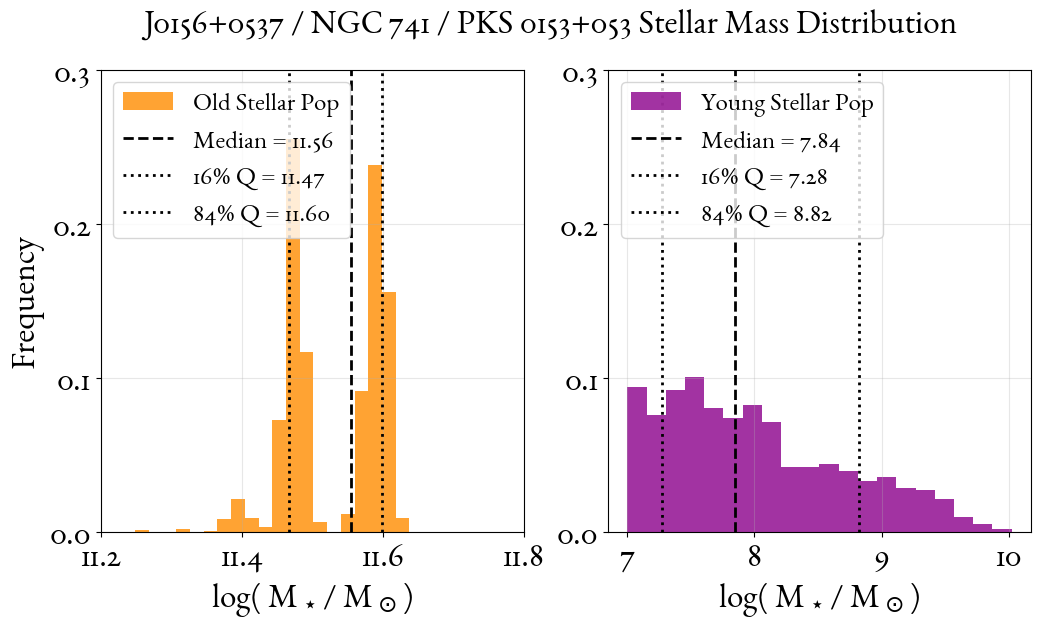 J0156+0537 / NGC 741 / PKS 0153+053 Stellar Mass Distribution
Frequency
0.3
0.2
0.1
0.0
Old Stellar Pop
Median = 11.56
16% Q = 11.47
84% Q = 11.60
11.2 11.4 11.6 11.8
log( M ⋆ / M ⊙ )
0.3
0.2
0.1
0.0
Young Stellar Pop
Median = 7.84
16% Q = 7.28
84% Q = 8.82
7 8 9 10
log( M ⋆ / M ⊙ )